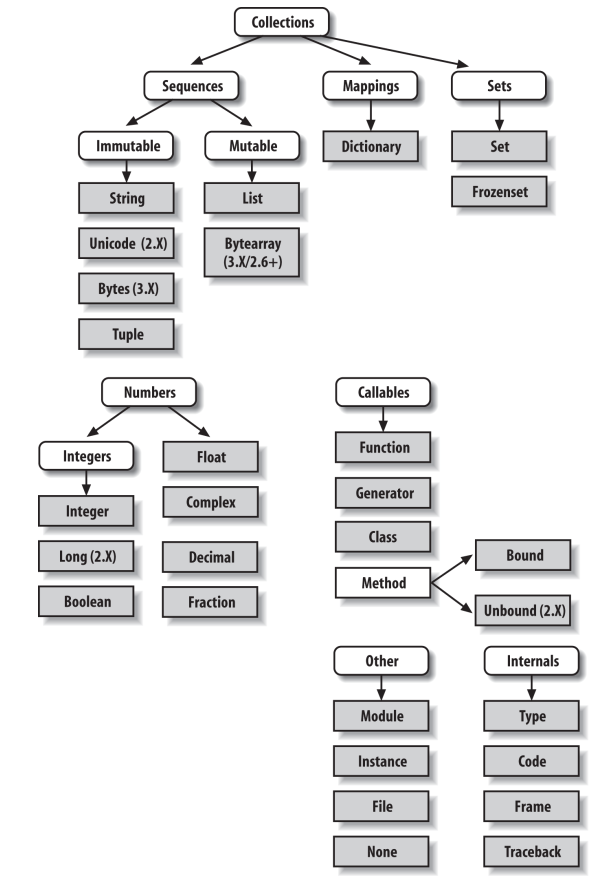 Collections
Sequences
Mappings
Sets
Immutable
Mutable
Dictionary
Set
String
List
Frozenset
Unicode (2.X)
Bytearray
(3.X/2.6+)
Bytes (3.X)
Tuple
Numbers
Callables
Integers
Float
Function
Integer
Complex
Generator
Long (2.X)
Decimal
Class
Bound
Boolean
Fraction
Method
Unbound (2.X)
Other
Internals
Module
Type
Instance
Code
File
Frame
None
Traceback